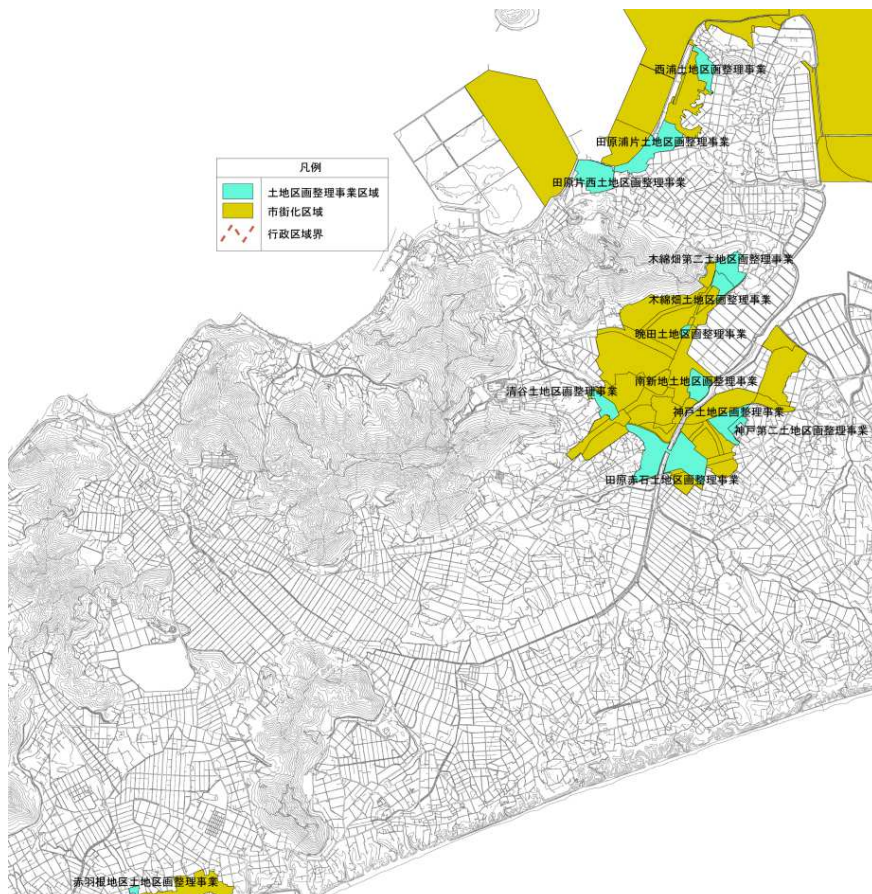 西浦土地区画整理事業
田原浦片土地区画整理事業
田原片西土地区画整理事業
凡例
土地区画整理事業区域
市街化区域
行政区域界
木綿畑第二土地区画整理事業
木綿畑土地区画整理事業
晩田土地区画整理事業
南新地土地区画整理事業
清谷土地区画整理事業
神戸土地区画整理事業
神戸第二土地区画整理事業
田原赤石土地区画整理事業
赤羽根地区土地区画整理事業